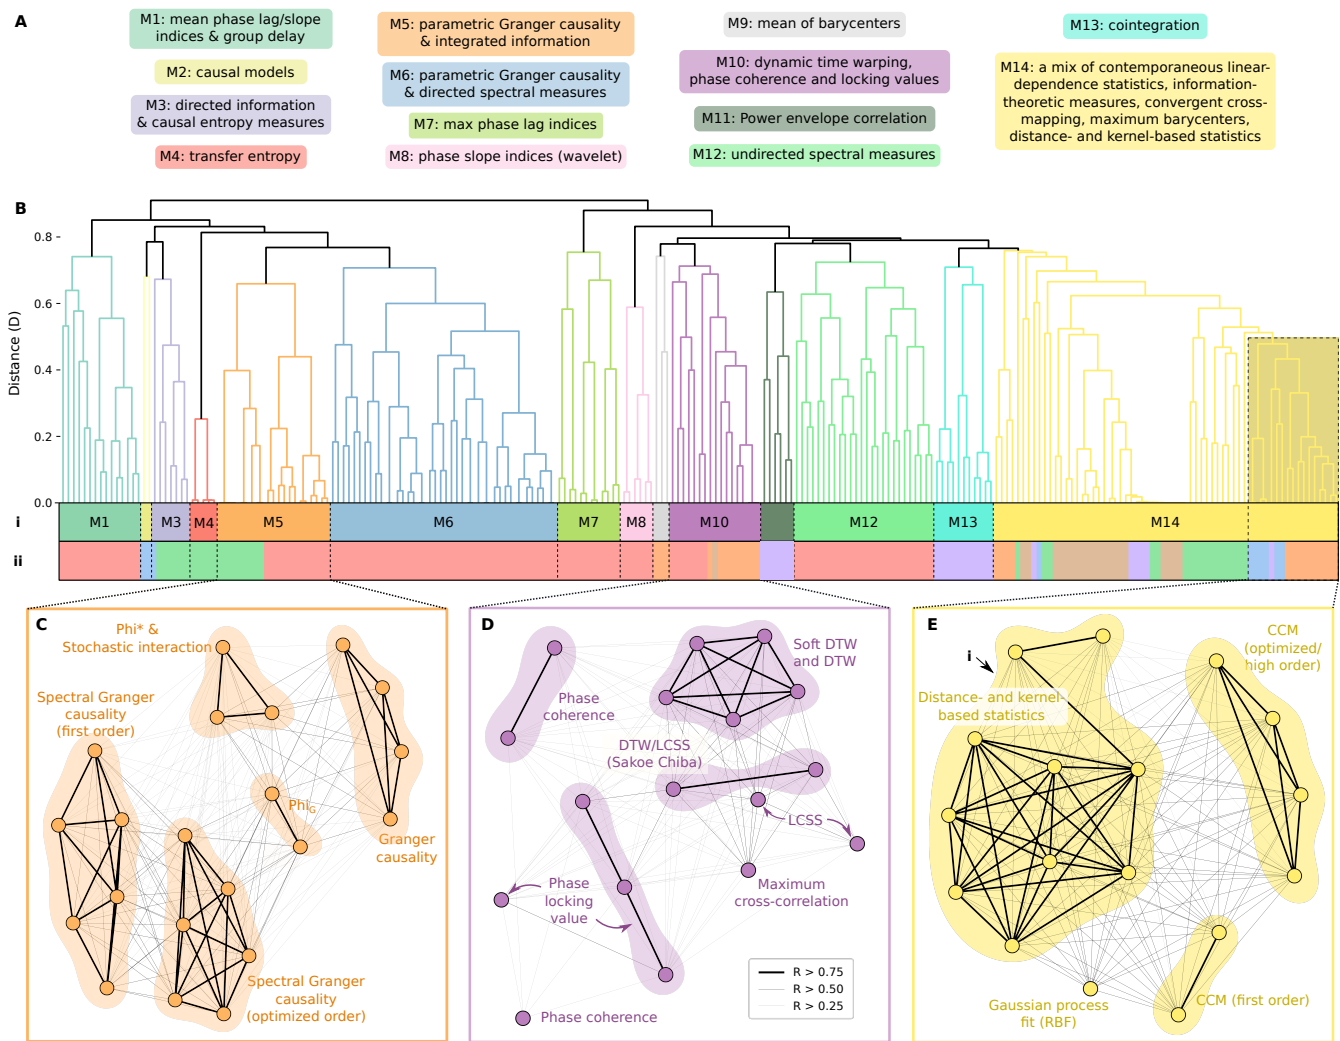 A
M1: mean phase lag/slope
indices & group delay
M2: causal models
M3: directed information
& causal entropy measures
M4: transfer entropy
M5: parametric Granger causality
& integrated information
M6: parametric Granger causality
& directed spectral measures
M7: max phase lag indices
M8: phase slope indices (wavelet)
M9: mean of barycenters
M10: dynamic time warping,
phase coherence and locking values
M11: Power envelope correlation
M12: undirected spectral measures
M13: cointegration
M14: a mix of contemporaneous linear-
dependence statistics, information-
theoretic measures, convergent cross-
mapping, maximum barycenters,
distance- and kernel-based statistics
B
Distance (D)
0.8
0.6
0.4
0.2
0.0
i
M1
M3
M4
M5
M6
M7
M8
M10
M12
M13
M14
ii
C
Phi* &
Stochastic interaction
Spectral Granger
causality
(first order)
PhiG
Granger
causality
Spectral Granger
causality
(optimized order)
D
Phase
coherence
Soft DTW
and DTW
DTW/LCSS
(Sakoe Chiba)
LCSS
Phase
locking
value
Maximum
cross-correlation
Phase coherence
R > 0.75
R > 0.50
R > 0.25
E
i
CCM
(optimized/
high order)
Distance- and kernel-
based statistics
Gaussian process
fit (RBF)
CCM (first order)